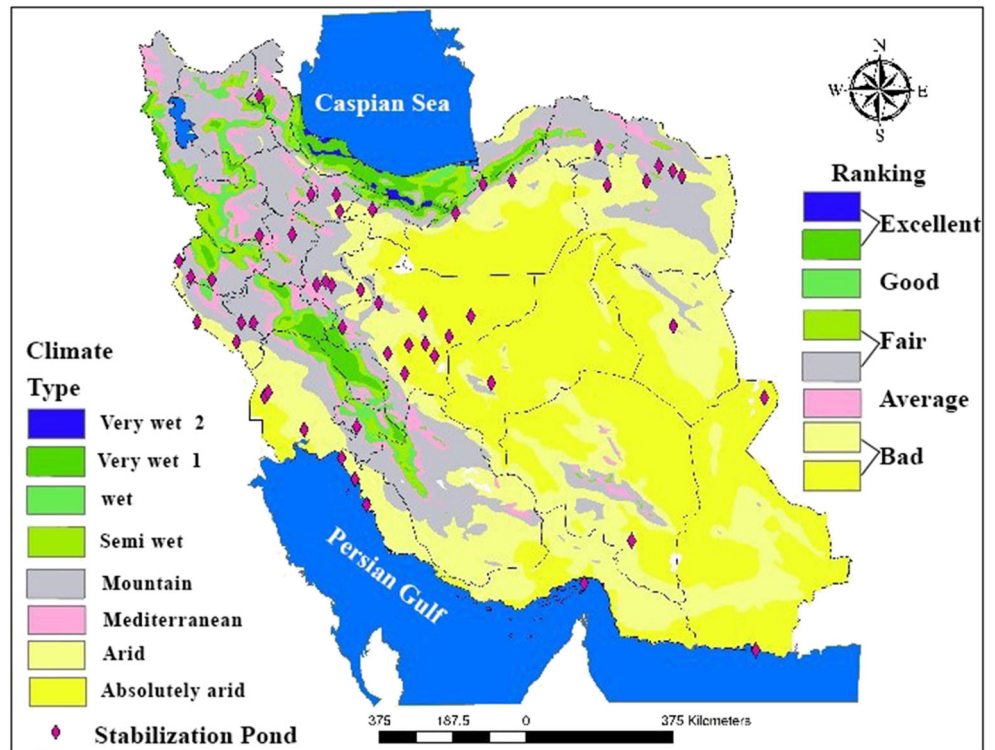 Caspian Sea
N
W
E
S
Ranking
Excellent
Good
Fair
Average
Bad
Climate
Type
Very wet 2
Very wet 1
wet
Semi wet
Mountain
Mediterranean
Arid
Absolutely arid
Stabilization Pond
Persian Gulf
375 187.5 0 375 Kilometers